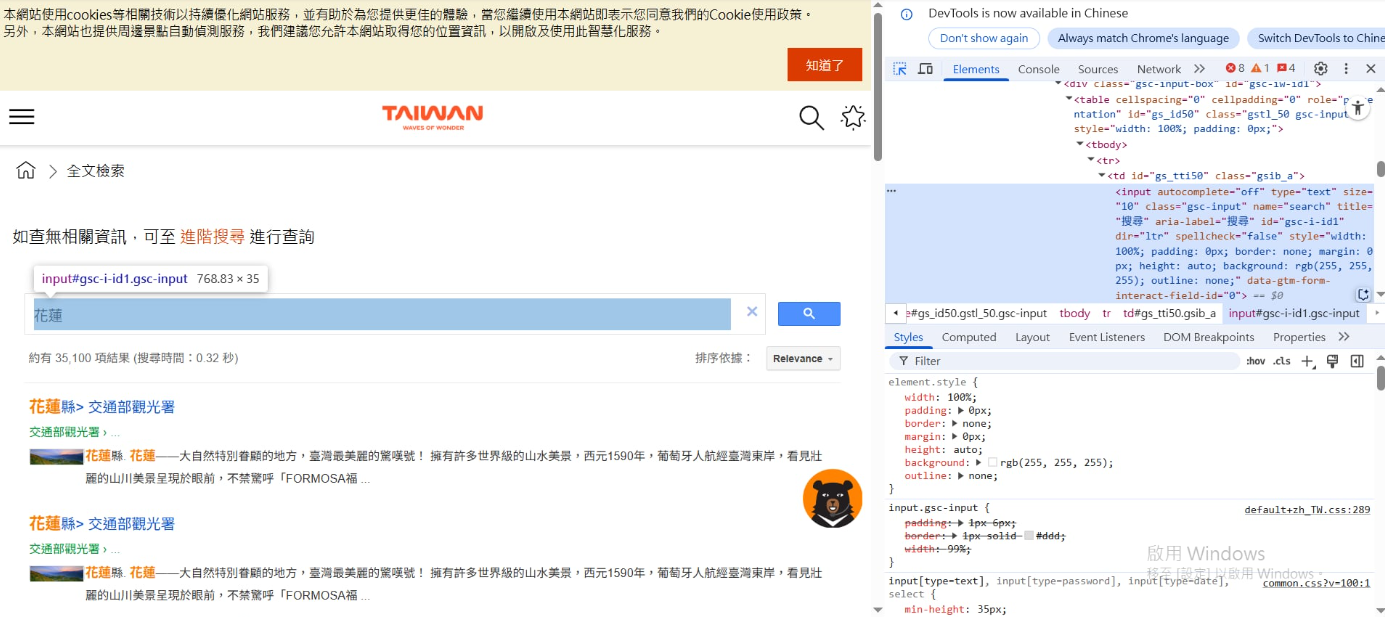 本網站使用cookies等相關技術以持續優化網站服務，並有助於為您提供更佳的體驗，當您繼續使用本網站即表示您同意我們的Cookie使用政策。
另外，本網站也提供周邊景點自動偵測服務，我們建議您允許本網站取得您的位置資訊，以開啟及使用此智慧化服務。
知道了
TAIWAN
WAVES OF WONDER
全文檢索
如查無相關資訊，可至 進階搜尋 進行查詢
input#gsc-i-id1.gsc-input 768.83 × 35
花蓮
約有 35,100 項結果 (搜尋時間：0.32 秒)
排序依據：
Relevance
花蓮縣> 交通部觀光署
交通部觀光署 › ...
花蓮縣. 花蓮——大自然特別眷顧的地方，臺灣最美麗的驚嘆號！ 擁有許多世界級的山水美景，西元1590年，葡萄牙人航經臺灣東岸，看見壯
麗的山川美景呈現於眼前，不禁驚呼「FORMOSA福 ...
花蓮縣> 交通部觀光署
交通部觀光署 › ...
花蓮縣. 花蓮——大自然特別眷顧的地方，臺灣最美麗的驚嘆號！ 擁有許多世界級的山水美景，西元1590年，葡萄牙人航經臺灣東岸，看見壯
麗的山川美景呈現於眼前，不禁驚呼「FORMOSA福 ...
DevTools is now available in Chinese
Don't show again
Always match Chrome's language
Switch DevTools to Chine
Elements
Console
Sources
Network
8
1
4
<div class="gsc-input-box" id="gsc-iw-id1">
<table cellspacing="0" cellpadding="0" role="pre
ntation" id="gs_id50" class="gstl_50 gsc-input
style="width: 100%; padding: 0px;">
<tbody>
<tr>
<td id="gs_tti50" class="gsib_a">
<input autocomplete="off" type="text" size=
"10" class="gsc-input" name="search" title=
"搜尋" aria-label="搜尋" id="gsc-i-id1"
dir="ltr" spellcheck="false" style="width:
100%; padding: 0px; border: none; margin: 0
px; height: auto; background: rgb(255, 255,
255); outline: none;" data-gtm-form-
interact-field-id="0"> == $0
e#gs_id50.gstl_50.gsc-input
tbody
tr
td#gs_tti50.gsib_a
input#gsc-i-id1.gsc-input
Styles
Computed
Layout
Event Listeners
DOM Breakpoints
Properties
Filter
:hov
.cls
element.style {
width: 100%;
padding: 0px;
border: none;
margin: 0px;
height: auto;
background: rgb(255, 255, 255);
outline: none;
}
input.gsc-input {
default+zh_TW.css:289
padding: 1px 6px;
border: 1px solid #ddd;
width: 99%;
}
啟用 Windows
移至 [設定] 以啟用 Windows。
input[type=text], input[type=password], input[type=date],
common.css?v=100:1
select {
min-height: 35px;